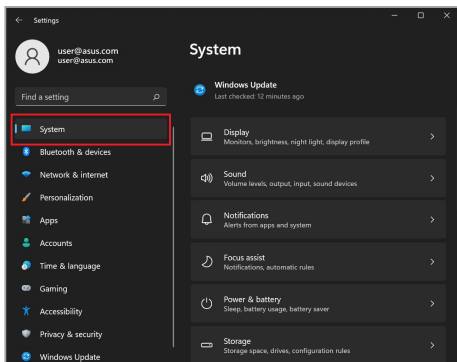 Settings
user@asus.com
user@asus.com
Find a setting
System
Bluetooth & devices
Network & internet
Personalization
Apps
Accounts
Time & language
Gaming
Accessibility
Privacy & security
Windows Update
System
Windows Update
Last checked: 12 minutes ago
Display
Monitors, brightness, night light, display profile
Sound
Volume levels, output, input, sound devices
Notifications
Alerts from apps and system
Focus assist
Notifications, automatic rules
Power & battery
Sleep, battery usage, battery saver
Storage
Storage space, drives, configuration rules